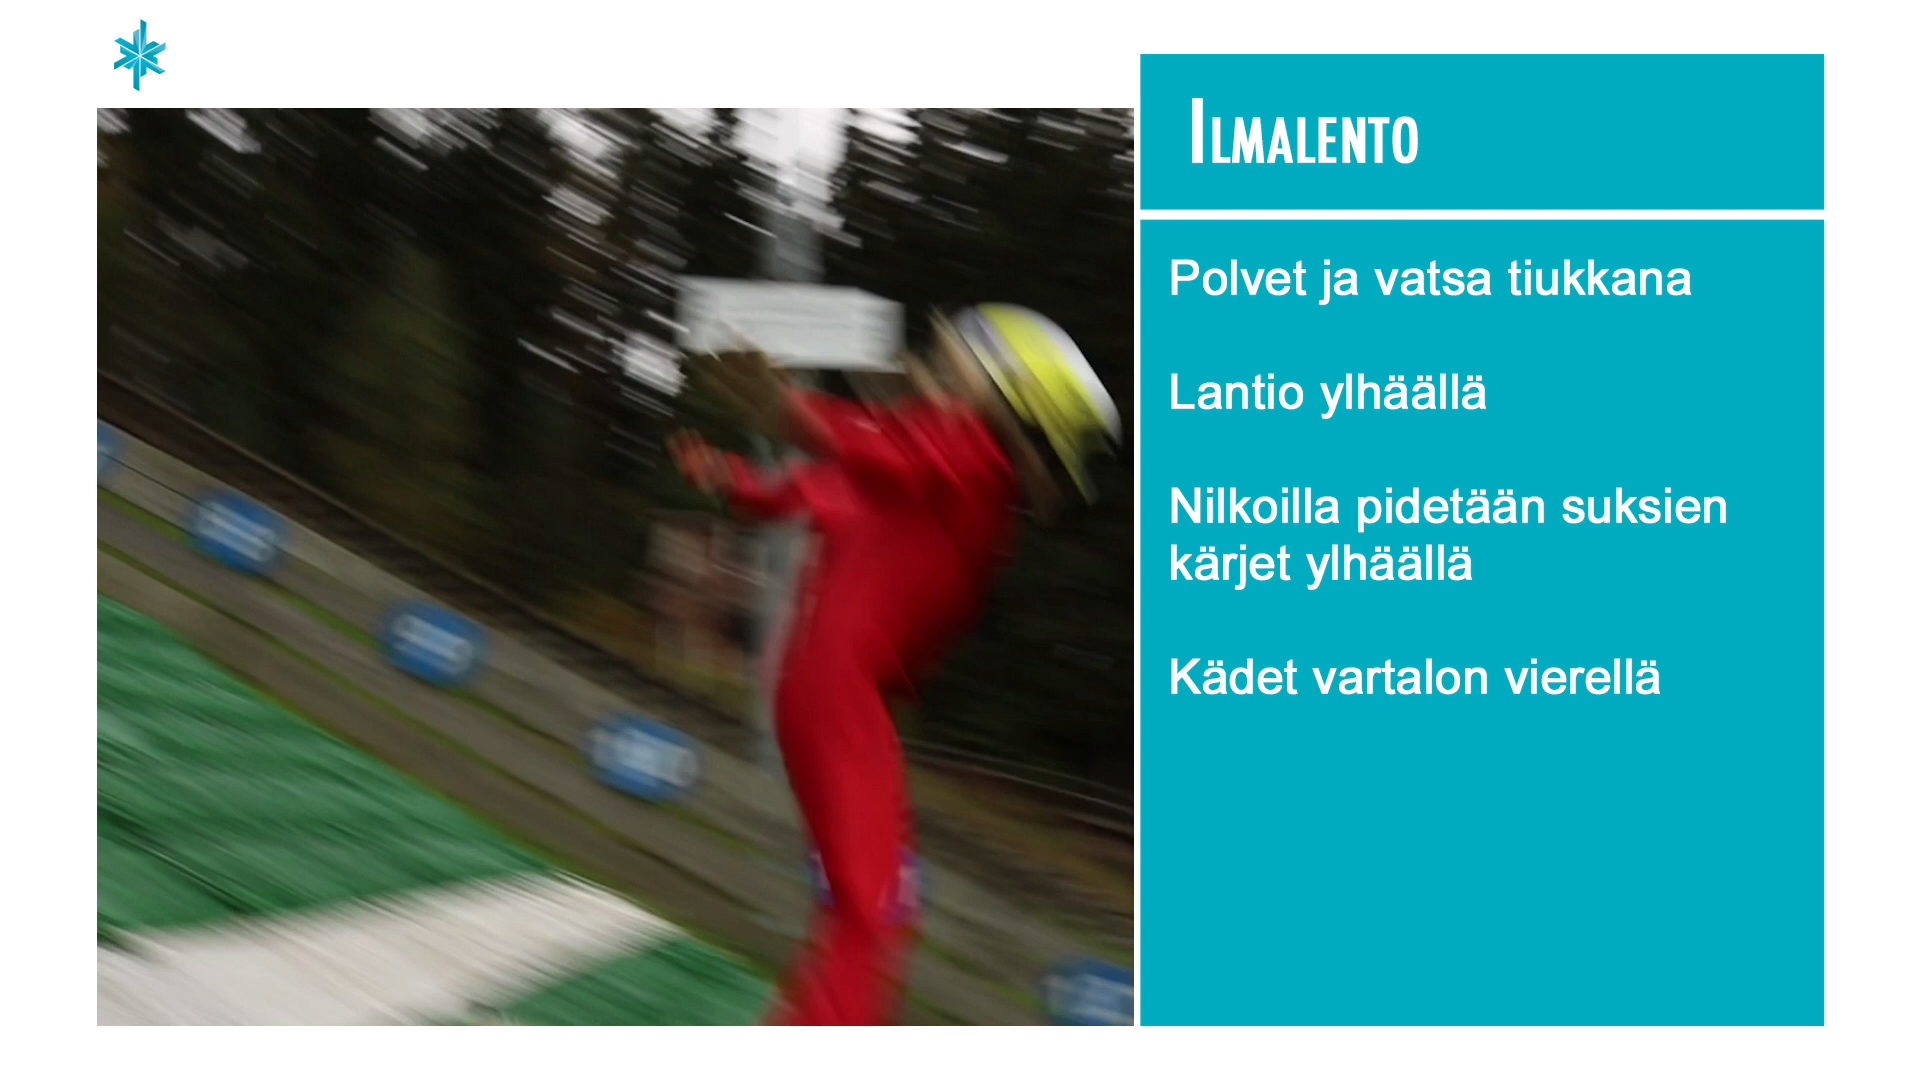 ILMALENTO
Polvet ja vatsa tiukkana
Lantio ylhäällä
Nilkoilla pidetään suksien
kärjet ylhäällä
Kädet vartalon vierellä